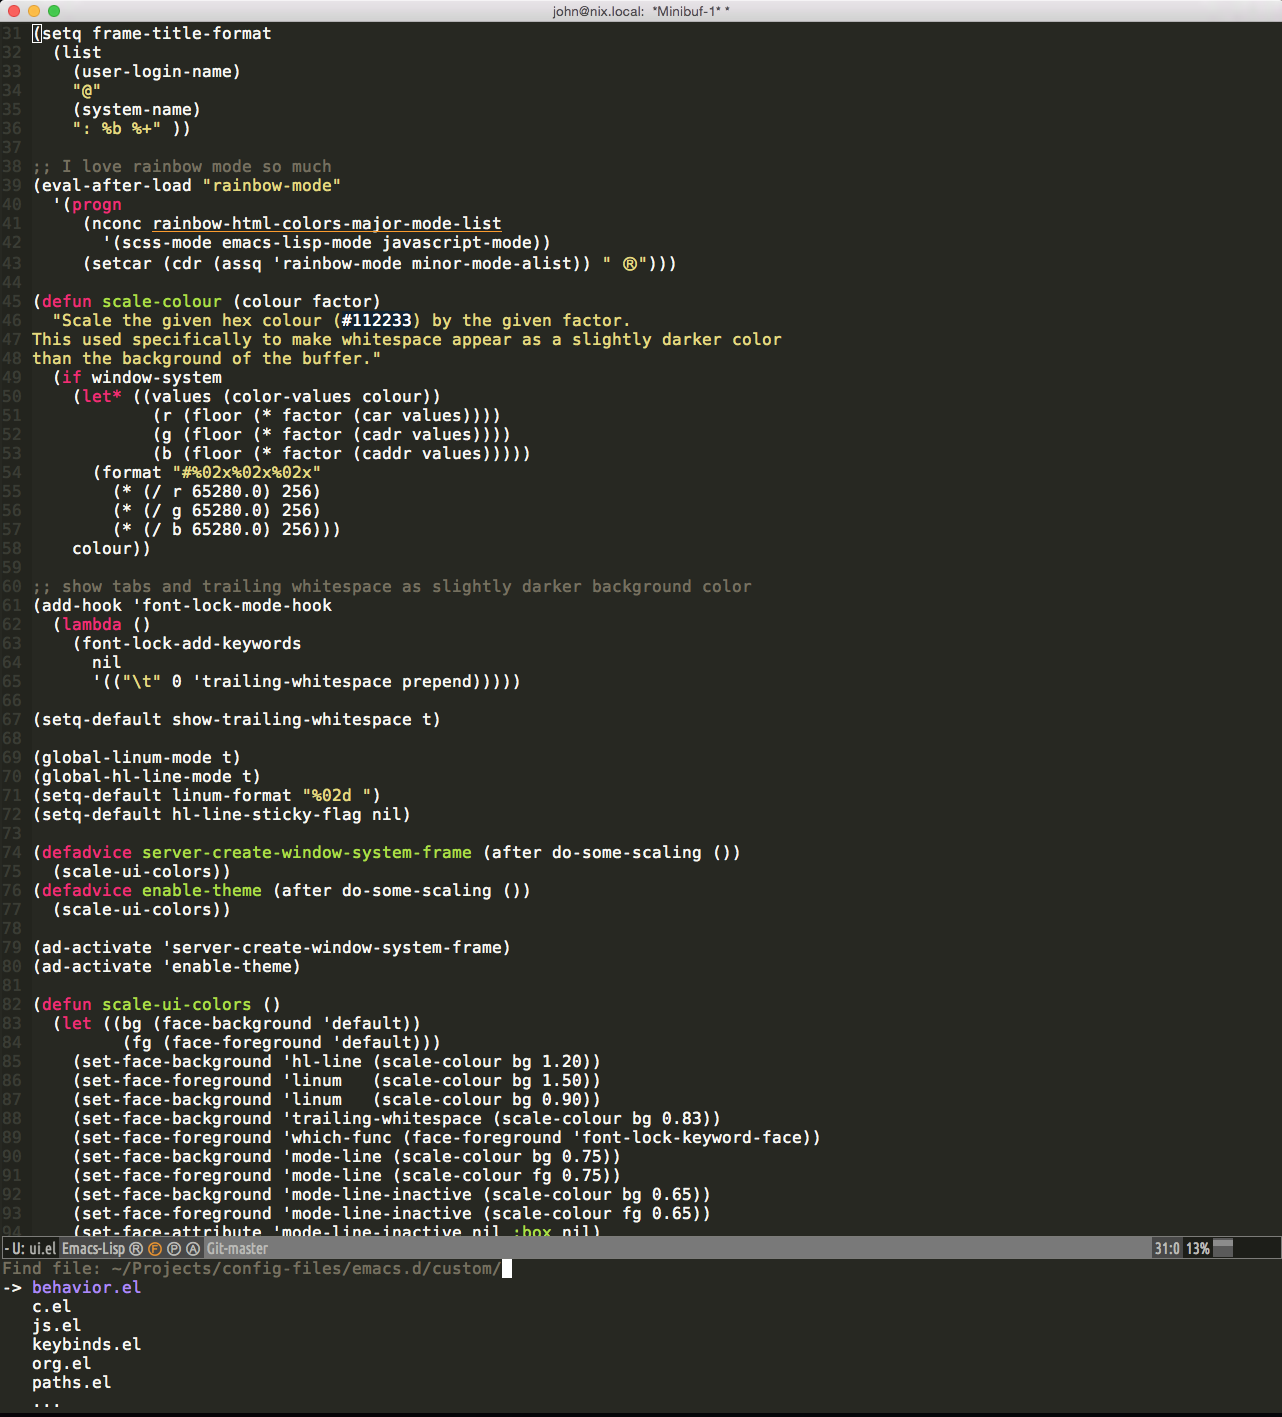 john@nix.local: *Minibuf-1* *
31 (setq frame-title-format
32   (list
33     (user-login-name)
34     "@"
35     (system-name)
36     ": %b %+" ))
37
38 ;; I love rainbow mode so much
39 (eval-after-load "rainbow-mode"
40   '(progn
41      (nconc rainbow-html-colors-major-mode-list
42        '(scss-mode emacs-lisp-mode javascript-mode))
43      (setcar (cdr (assq 'rainbow-mode minor-mode-alist)) " Ⓡ")))
44
45 (defun scale-colour (colour factor)
46   "Scale the given hex colour (#112233) by the given factor.
47 This used specifically to make whitespace appear as a slightly darker color
48 than the background of the buffer."
49   (if window-system
50     (let* ((values (color-values colour))
51             (r (floor (* factor (car values))))
52             (g (floor (* factor (cadr values))))
53             (b (floor (* factor (caddr values)))))
54       (format "#%02x%02x%02x"
55         (* (/ r 65280.0) 256)
56         (* (/ g 65280.0) 256)
57         (* (/ b 65280.0) 256)))
58     colour))
59
60 ;; show tabs and trailing whitespace as slightly darker background color
61 (add-hook 'font-lock-mode-hook
62   (lambda ()
63     (font-lock-add-keywords
64       nil
65       '(("\t" 0 'trailing-whitespace prepend)))))
66
67 (setq-default show-trailing-whitespace t)
68
69 (global-linum-mode t)
70 (global-hl-line-mode t)
71 (setq-default linum-format "%02d ")
72 (setq-default hl-line-sticky-flag nil)
73
74 (defadvice server-create-window-system-frame (after do-some-scaling ())
75   (scale-ui-colors))
76 (defadvice enable-theme (after do-some-scaling ())
77   (scale-ui-colors))
78
79 (ad-activate 'server-create-window-system-frame)
80 (ad-activate 'enable-theme)
81
82 (defun scale-ui-colors ()
83   (let ((bg (face-background 'default))
84          (fg (face-foreground 'default)))
85     (set-face-background 'hl-line (scale-colour bg 1.20))
86     (set-face-foreground 'linum   (scale-colour bg 1.50))
87     (set-face-background 'linum   (scale-colour bg 0.90))
88     (set-face-background 'trailing-whitespace (scale-colour bg 0.83))
89     (set-face-foreground 'which-func (face-foreground 'font-lock-keyword-face))
90     (set-face-background 'mode-line (scale-colour bg 0.75))
91     (set-face-foreground 'mode-line (scale-colour fg 0.75))
92     (set-face-background 'mode-line-inactive (scale-colour bg 0.65))
93     (set-face-foreground 'mode-line-inactive (scale-colour fg 0.65))
94     (set-face-attribute 'mode-line-inactive nil :box nil)
- U: ui.el Emacs-Lisp Ⓡ Ⓕ Ⓟ Ⓐ Git-master 31:0 13%
Find file: ~/Projects/config-files/emacs.d/custom/
-> behavior.el
   c.el
   js.el
   keybinds.el
   org.el
   paths.el
   ...